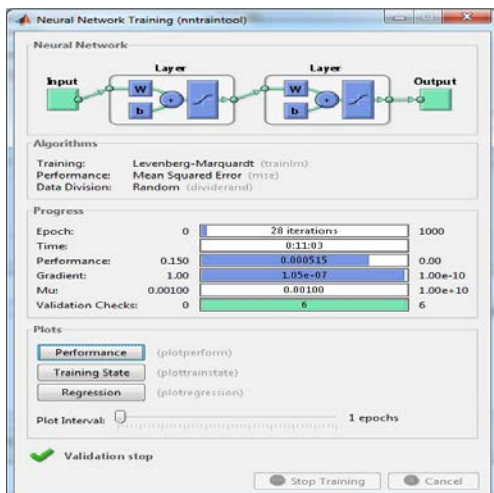 Neural Network Training (nntraintool)
Neural Network
Layer Layer
Input W b + W b + Output
Algorithms
Training: Levenberg-Marquardt (trainlm)
Performance: Mean Squared Error (mse)
Data Division: Random (dividerand)
Progress
Epoch: 0 28 iterations 1000
Time: 0:11:03
Performance: 0.150 0.000515 0.00
Gradient: 1.00 1.05e-07 1.00e-10
Mu: 0.00100 0.00100 1.00e+10
Validation Checks: 0 6 6
Plots
Performance (plotperform)
Training State (plottrainstate)
Regression (plotregression)
Plot Interval: 1 epochs
Validation stop
Stop Training Cancel